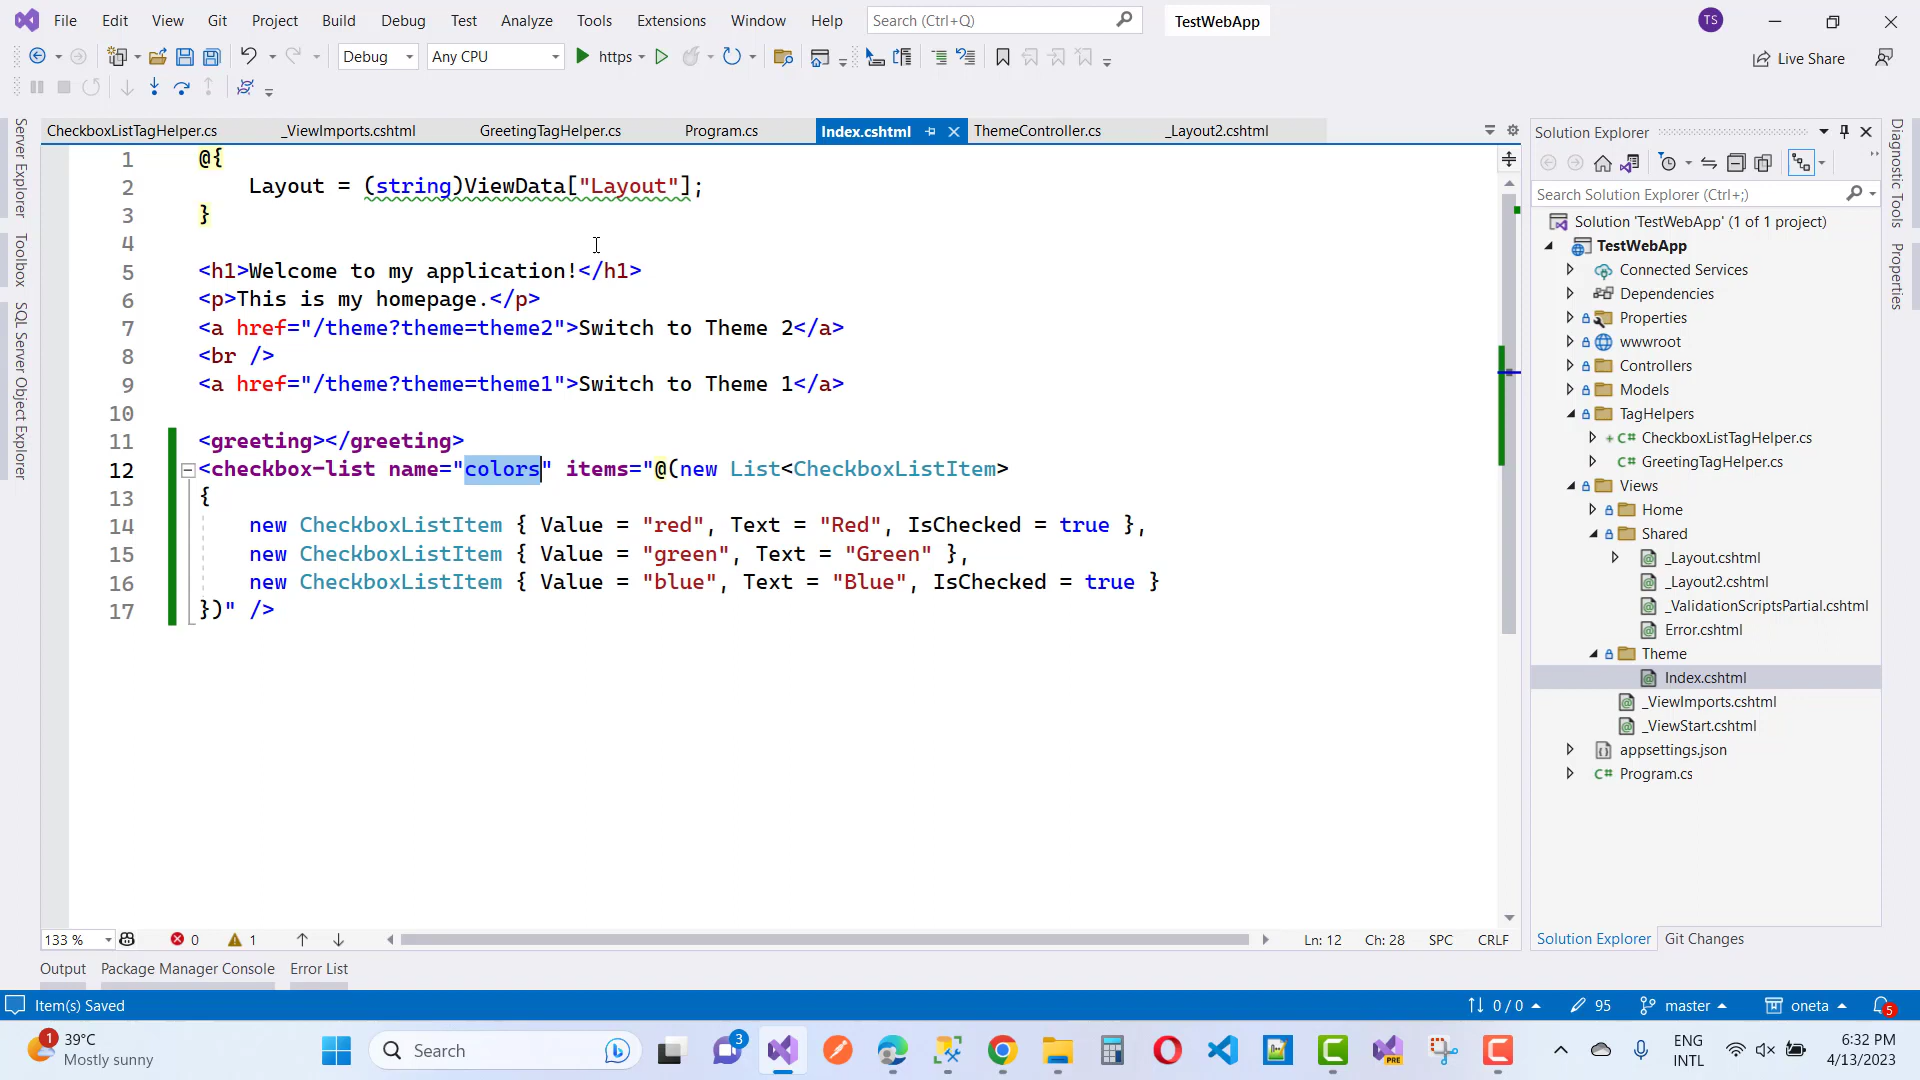 File Edit View Git Project Build Debug Test Analyze Tools Extensions Window Help Search (Ctrl+Q) TestWebApp TS
Debug Any CPU https Live Share
CheckboxListTagHelper.cs _ViewImports.cshtml GreetingTagHelper.cs Program.cs Index.cshtml ThemeController.cs _Layout2.cshtml
Server Explorer
Toolbox
SQL Server Object Explorer
1 @{
2 Layout = (string)ViewData["Layout"];
3 }
4
5 <h1>Welcome to my application!</h1>
6 <p>This is my homepage.</p>
7 <a href="/theme?theme=theme2">Switch to Theme 2</a>
8 <br />
9 <a href="/theme?theme=theme1">Switch to Theme 1</a>
10
11 <greeting></greeting>
12 <checkbox-list name="colors" items="@(new List<CheckboxListItem>
13 {
14 new CheckboxListItem { Value = "red", Text = "Red", IsChecked = true },
15 new CheckboxListItem { Value = "green", Text = "Green" },
16 new CheckboxListItem { Value = "blue", Text = "Blue", IsChecked = true }
17 })" />
133 % 0 1 Ln: 12 Ch: 28 SPC CRLF
Solution Explorer
Search Solution Explorer (Ctrl+;)
Solution 'TestWebApp' (1 of 1 project)
TestWebApp
Connected Services
Dependencies
Properties
wwwroot
Controllers
Models
TagHelpers
CheckboxListTagHelper.cs
GreetingTagHelper.cs
Views
Home
Shared
_Layout.cshtml
_Layout2.cshtml
_ValidationScriptsPartial.cshtml
Error.cshtml
Theme
Index.cshtml
_ViewImports.cshtml
_ViewStart.cshtml
appsettings.json
Program.cs
Solution Explorer Git Changes
Diagnostic Tools
Properties
Output Package Manager Console Error List
Item(s) Saved 0 / 0 95 master oneta 5
1 39°C
Mostly sunny
Search 3 PRE
ENG
INTL
6:32 PM
4/13/2023